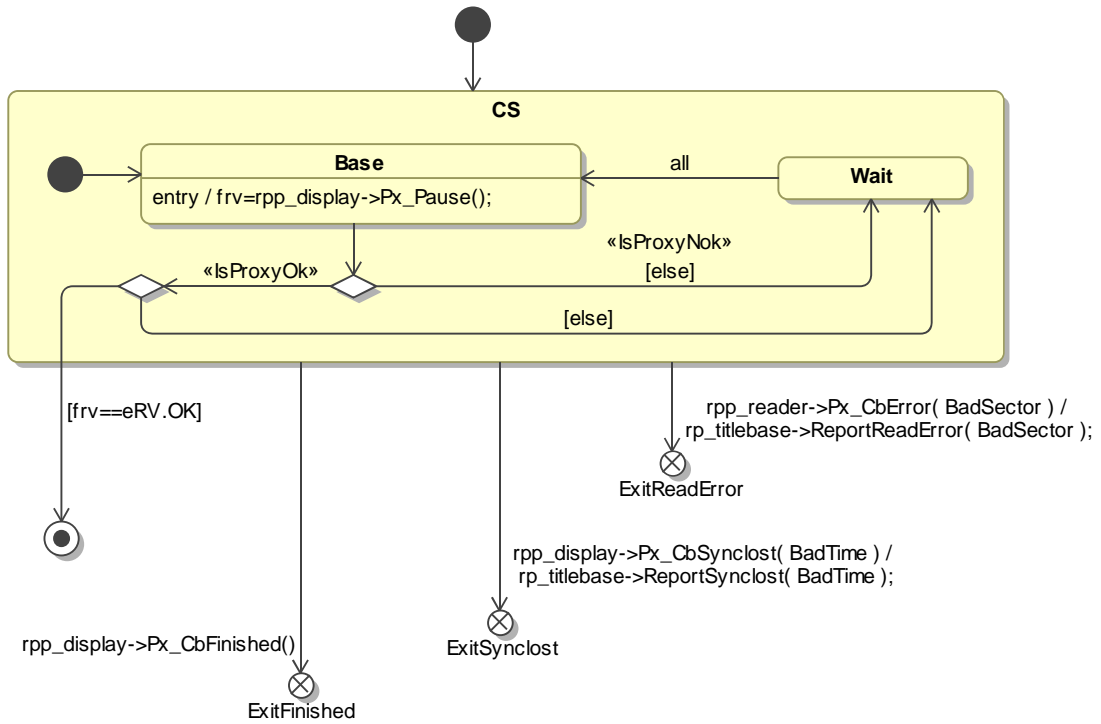 CS
Base
all
Wait
entry / frv=rpp_display->Px_Pause();
«IsProxyNok»
«IsProxyOk»
[else]
[else]
[frv==eRV.OK]
rpp_reader->Px_CbError( BadSector ) /
rp_titlebase->ReportReadError( BadSector );
ExitReadError
rpp_display->Px_CbSynclost( BadTime ) /
rp_titlebase->ReportSynclost( BadTime );
rpp_display->Px_CbFinished()
ExitSynclost
ExitFinished